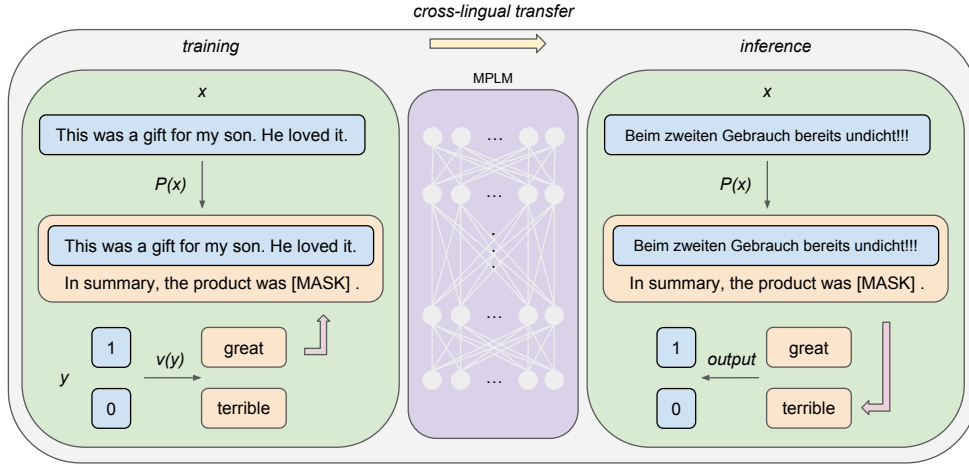 cross-lingual transfer
training
inference
MPLM
x
This was a gift for my son. He loved it.
P(x)
This was a gift for my son. He loved it.
In summary, the product was [MASK] .
y
1
v(y)
great
0
terrible
...
...
...
...
...
x
Beim zweiten Gebrauch bereits undicht!!!
P(x)
Beim zweiten Gebrauch bereits undicht!!!
In summary, the product was [MASK] .
1
output
great
0
terrible